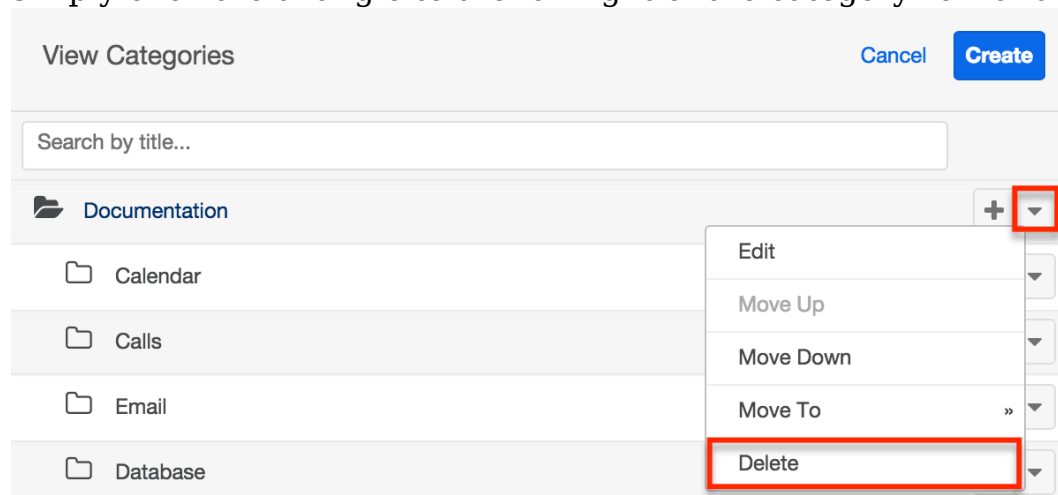 View Categories Cancel Create
Search by title...
Documentation
Edit
Calendar
Move Up
Calls
Move Down
Email
Move To »
Database
Delete